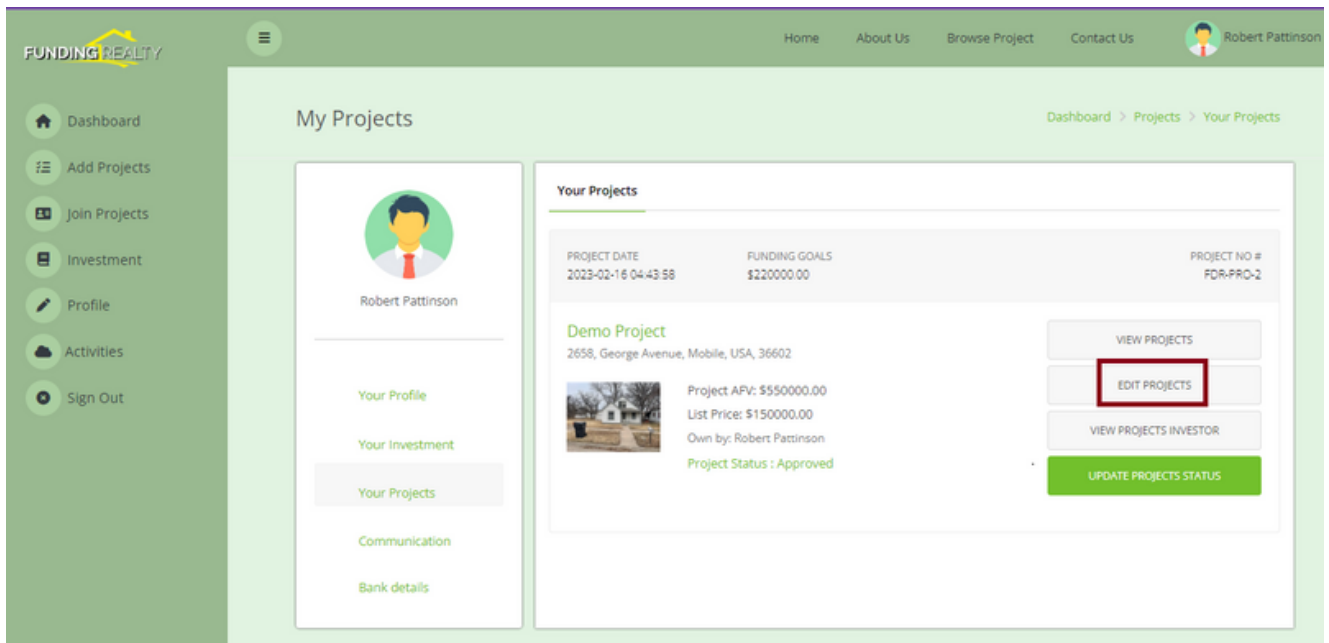 FUNDING REALTY
Home About Us Browse Project Contact Us Robert Pattinson
Dashboard
Add Projects
Join Projects
Investment
Profile
Activities
Sign Out
My Projects
Dashboard > Projects > Your Projects
Robert Pattinson
Your Profile
Your Investment
Your Projects
Communication
Bank details
Your Projects
PROJECT DATE FUNDING GOALS PROJECT NO #
2023-02-16 04:43:58 $220000.00 FDR-PRO-2
Demo Project
2658, George Avenue, Mobile, USA, 36602
Project AFV: $550000.00
List Price: $150000.00
Own by: Robert Pattinson
Project Status : Approved
VIEW PROJECTS
EDIT PROJECTS
VIEW PROJECTS INVESTOR
UPDATE PROJECTS STATUS